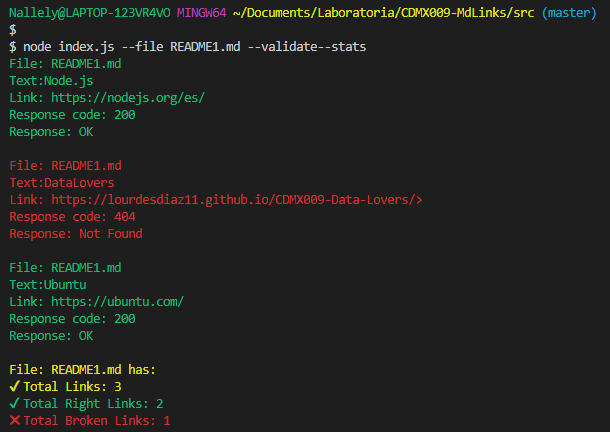 Nallely@LAPTOP-123VR4VO MINGW64 ~/Documents/Laboratoria/CDMX009-MdLinks/src (master)
$
$ node index.js --file README1.md --validate--stats
File: README1.md
Text:Node.js
Link: https://nodejs.org/es/
Response code: 200
Response: OK
File: README1.md
Text:DataLovers
Link: https://lourdesdiaz11.github.io/CDMX009-Data-Lovers/>
Response code: 404
Response: Not Found
File: README1.md
Text:Ubuntu
Link: https://ubuntu.com/
Response code: 200
Response: OK
File: README1.md has:
✔Total Links: 3
✔Total Right Links: 2
❌Total Broken Links: 1